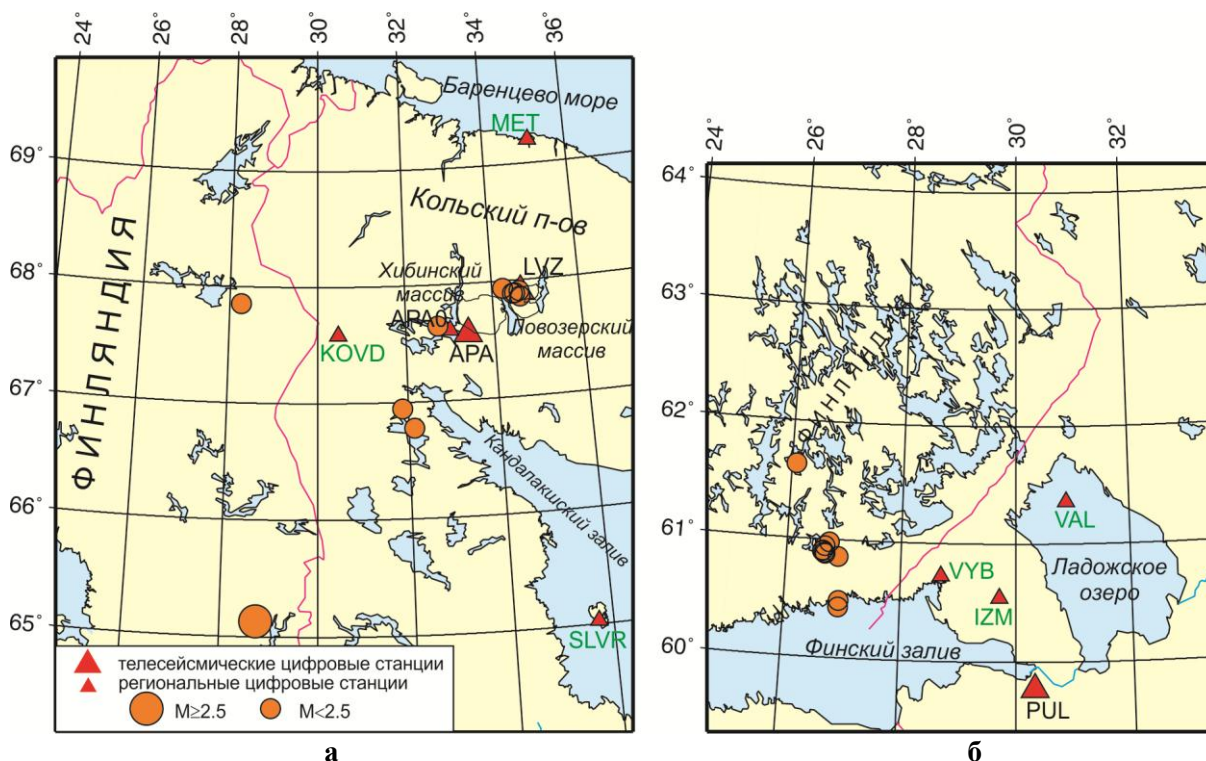 24° 26° 28° 30° 32° 34° 36°
69°
68°
67°
66°
65°
Баренцево море
MET
Кольский п-ов
ФИНЛЯНДИЯ
Хибинский
массив
LVZ
APA0
APA
Ловозерский
массив
KOVD
Кандалакшский залив
SLVR
телесейсмические цифровые станции
региональные цифровые станции
M≥2.5 M<2.5
а
24° 26° 28° 30° 32°
64°
63°
62°
61°
60°
VAL
Ладожское
озеро
VYB
IZM
Финский залив
PUL
б